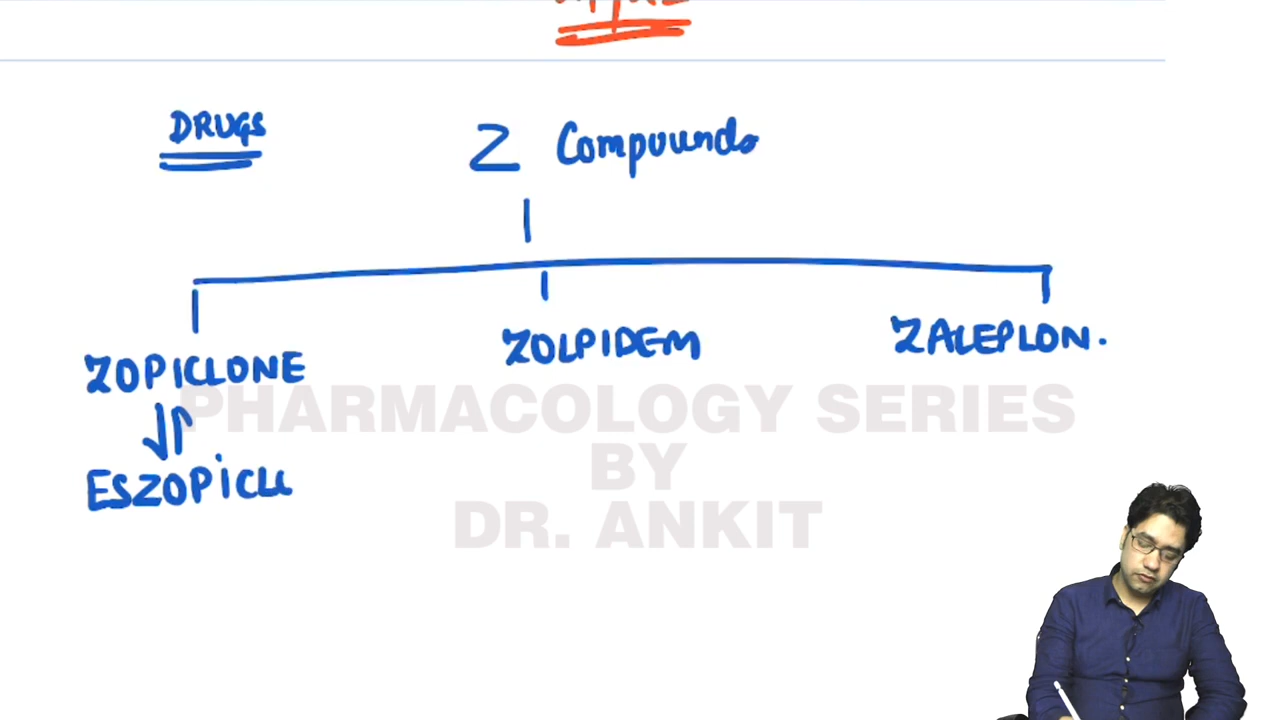 DRUGS
Z Compounds
ZOPICLONE
ZOLPIDEM
ZALEPLON.
ESZOPICL
PHARMACOLOGY SERIES
BY
DR. ANKIT